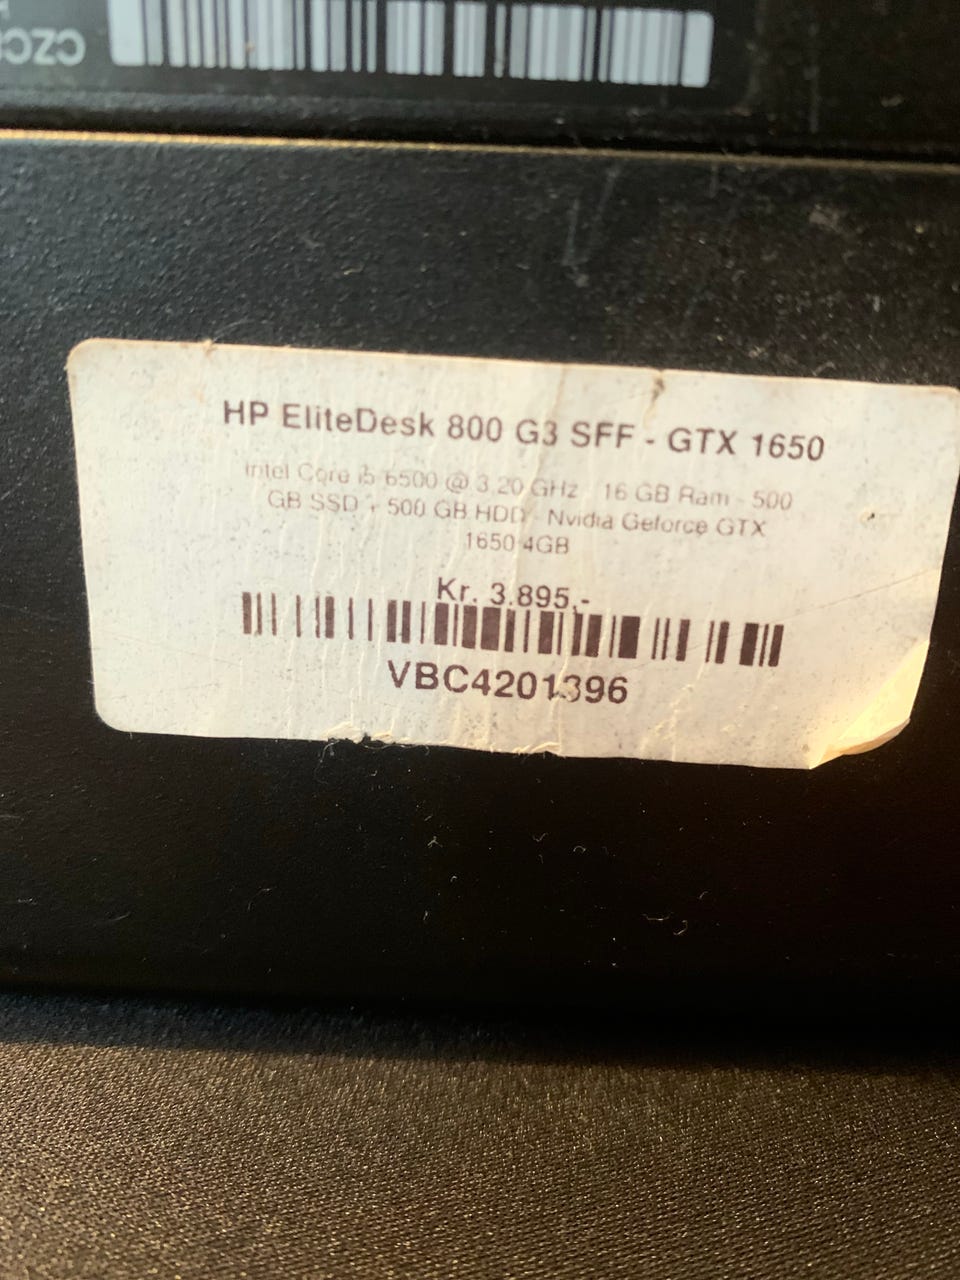 HP EliteDesk 800 G3 SFF - GTX 1650
Intel Core i5 6500 @ 3.20 GHz - 16 GB Ram - 500
GB SSD + 500 GB HDD - Nvidia Geforce GTX
1650 4GB
Kr. 3.895,-
VBC4201396